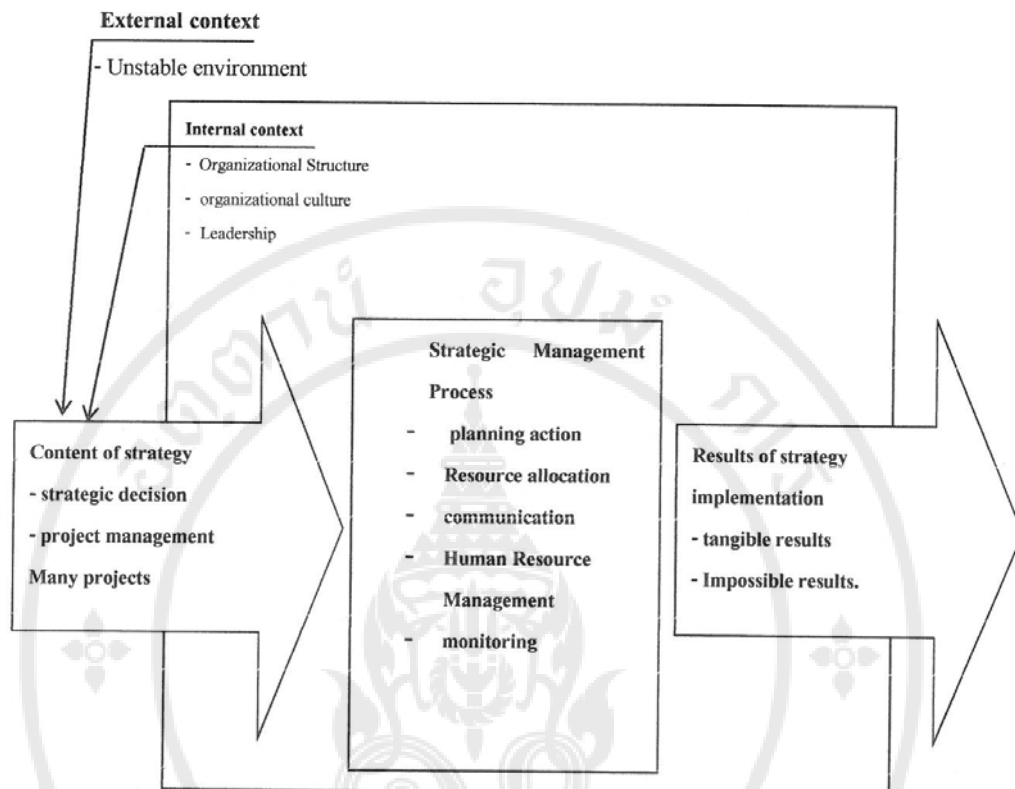 External context
- Unstable environment
Internal context
- Organizational Structure
- organizational culture
- Leadership
Content of strategy
- strategic decision
- project management
Many projects
Strategic Management
Process
- planning action
- Resource allocation
- communication
- Human Resource
Management
- monitoring
Results of strategy
implementation
- tangible results
- Impossible results.